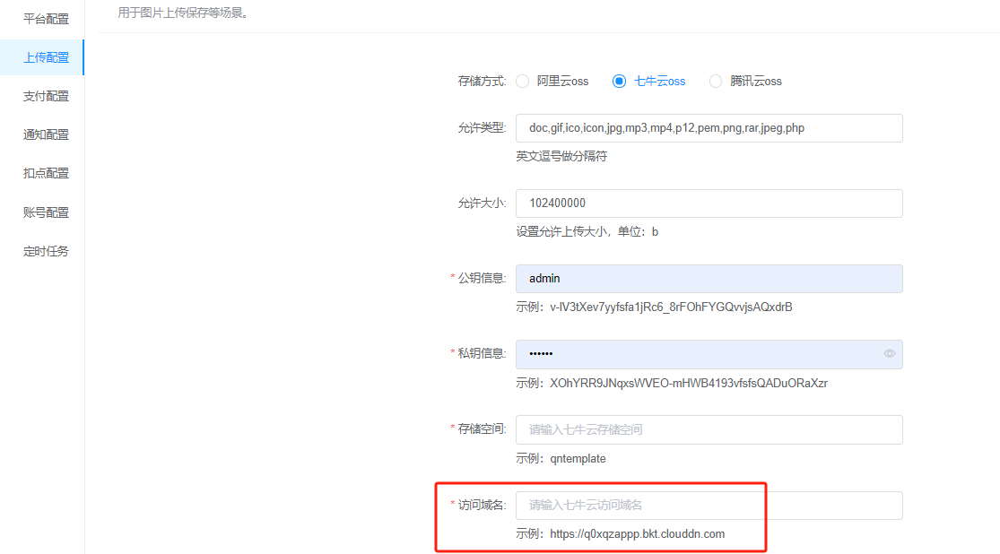 平台配置
用于图片上传保存等场景。
上传配置
支付配置
通知配置
扣点配置
账号配置
定时任务
存储方式: 阿里云oss 七牛云oss 腾讯云oss
允许类型: doc,gif,ico,icon,jpg,mp3,mp4,p12,pem,png,rar,jpeg,php
英文逗号做分隔符
允许大小: 102400000
设置允许上传大小，单位：b
* 公钥信息: admin
示例：v-lV3tXev7yyfsfa1jRc6_8rFOhFYGQvvjsAQxdrB
* 私钥信息: ••••••
示例：XOhYRR9JNqxsWVEO-mHWB4193vfsfsQADuORaXzr
* 存储空间: 请输入七牛云存储空间
示例：qntemplate
* 访问域名: 请输入七牛云访问域名
示例：https://q0xqzappp.bkt.clouddn.com